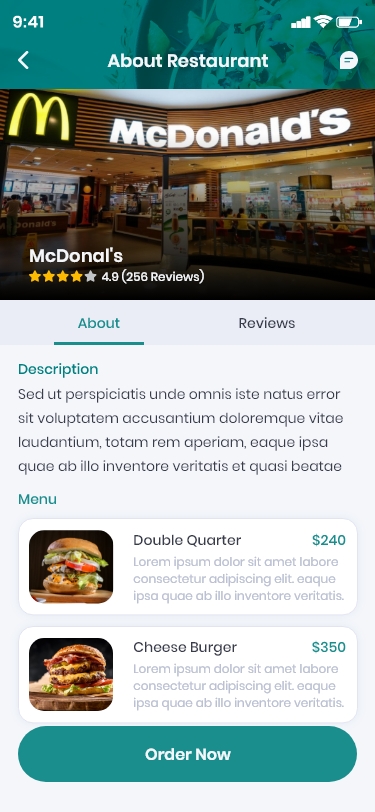 9:41
About Restaurant
McDonald's
McDonal's
4.9 (256 Reviews)
About
Reviews
Description
Sed ut perspiciatis unde omnis iste natus error
sit voluptatem accusantium doloremque vitae
laudantium, totam rem aperiam, eaque ipsa
quae ab illo inventore veritatis et quasi beatae
Menu
Double Quarter
$240
Lorem ipsum dolor sit amet labore
consectetur adipiscing elit. eaque
ipsa quae ab illo inventore veritatis.
Cheese Burger
$350
Lorem ipsum dolor sit amet labore
consectetur adipiscing elit. eaque
ipsa quae ab illo inventore veritatis.
Order Now